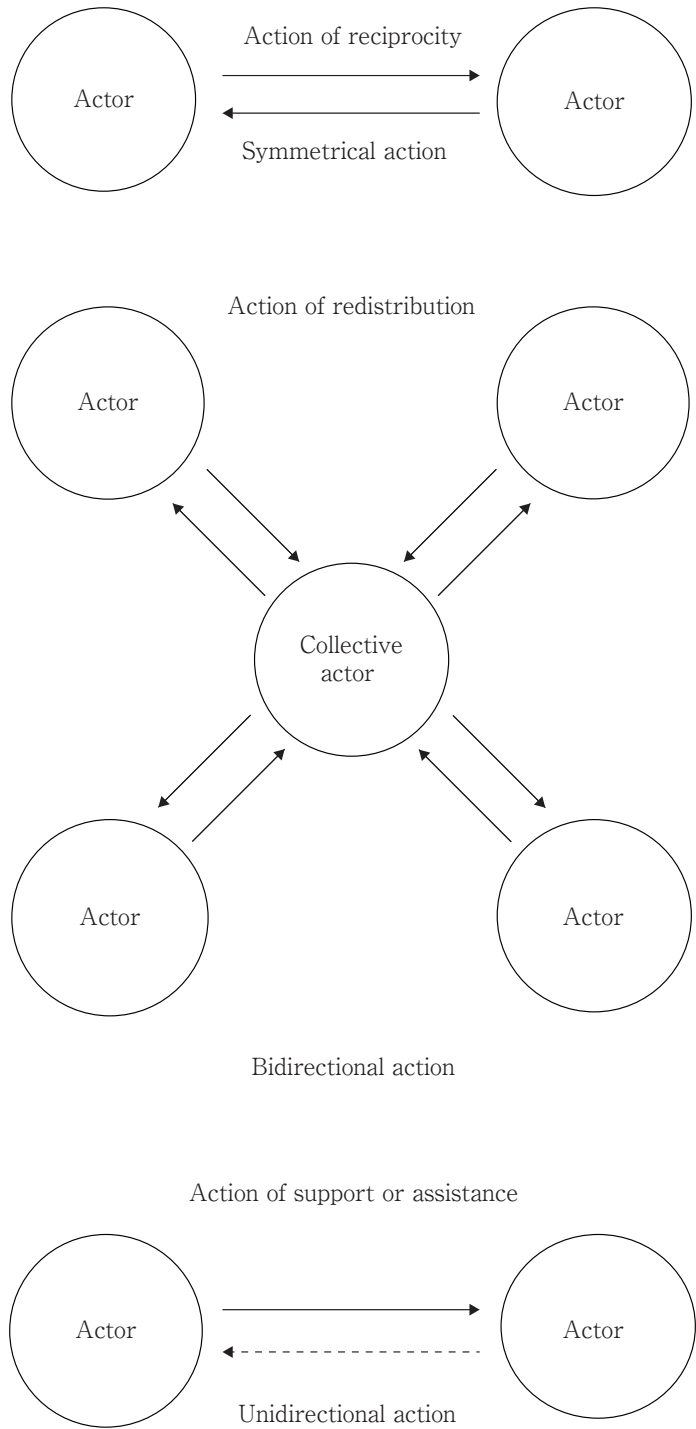 Action of reciprocity
Actor
Actor
Symmetrical action
Action of redistribution
Actor
Actor
Collective
actor
Actor
Actor
Bidirectional action
Action of support or assistance
Actor
Actor
Unidirectional action